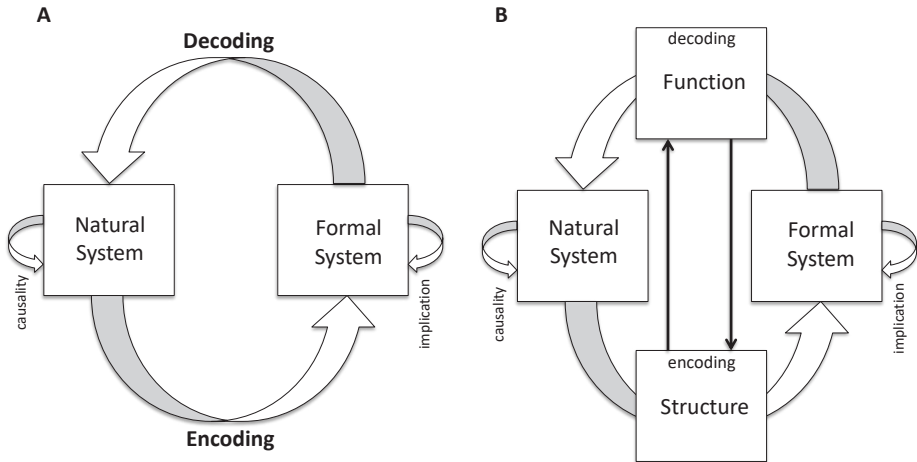 A
Decoding
Natural
System
Formal
System
causality
implication
Encoding
B
decoding
Function
Natural
System
Formal
System
causality
implication
encoding
Structure